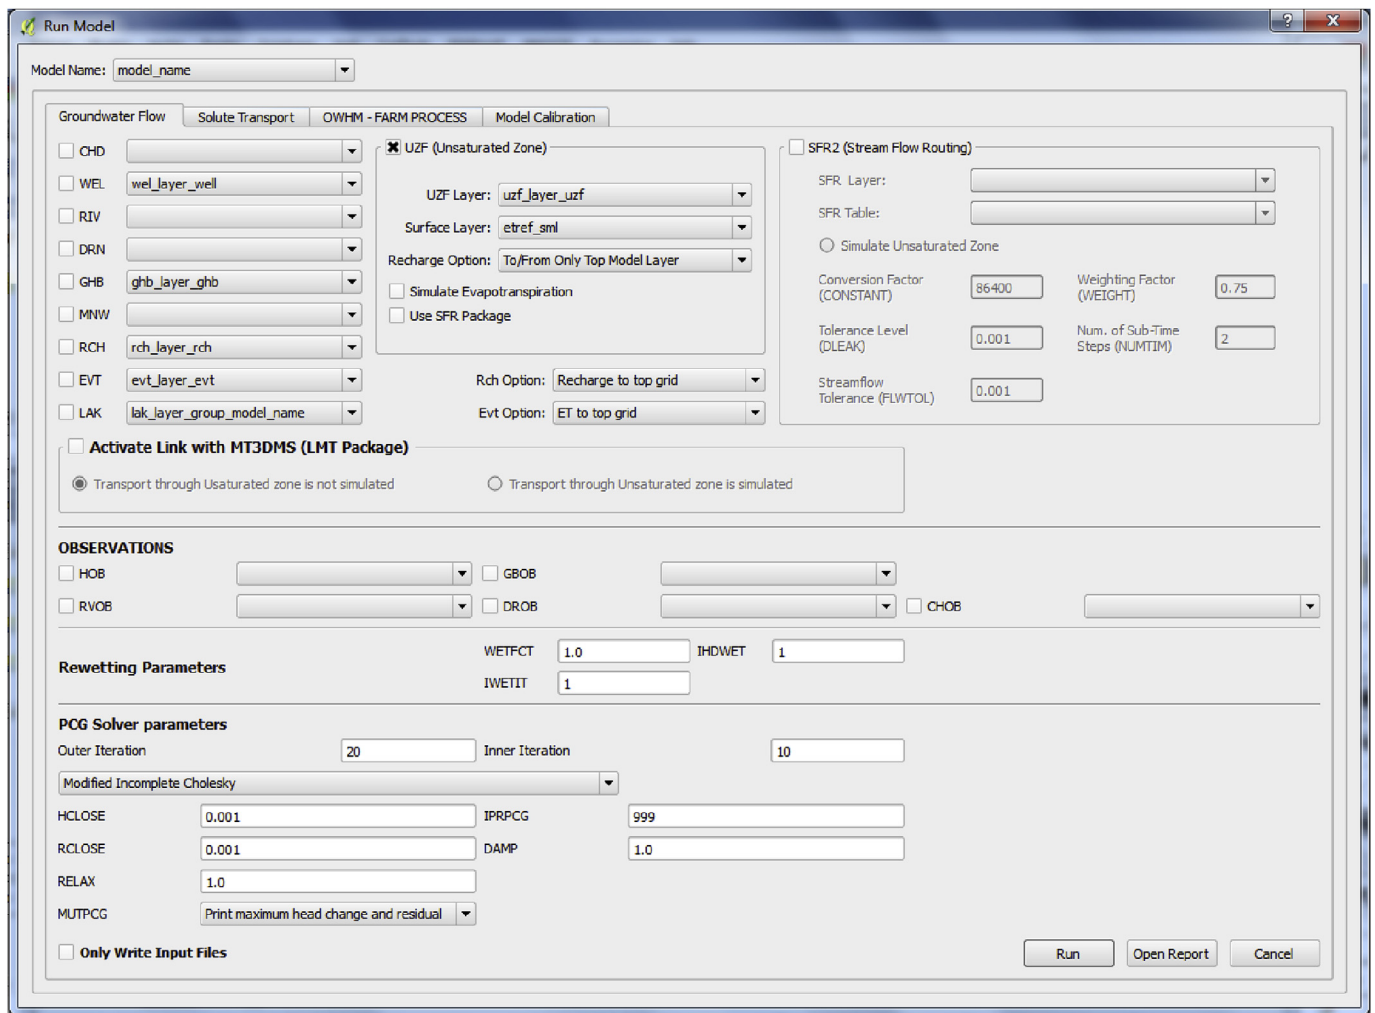 Run Model
Model Name: model_name
Groundwater Flow Solute Transport OWHM - FARM PROCESS Model Calibration
CHD
WEL wel_layer_well
RIV
DRN
GHB ghb_layer_ghb
MNW
RCH rch_layer_rch
EVT evt_layer_evt
LAK lak_layer_group_model_name
UZF (Unsaturated Zone)
UZF Layer: uzf_layer_uzf
Surface Layer: etref_sml
Recharge Option: To/From Only Top Model Layer
Simulate Evapotranspiration
Use SFR Package
Rch Option: Recharge to top grid
Evt Option: ET to top grid
SFR2 (Stream Flow Routing)
SFR Layer:
SFR Table:
Simulate Unsaturated Zone
Conversion Factor
(CONSTANT) 86400
Weighting Factor
(WEIGHT) 0.75
Tolerance Level
(DLEAK) 0.001
Num. of Sub-Time
Steps (NUMTIM) 2
Streamflow
Tolerance (FLWTOL) 0.001
Activate Link with MT3DMS (LMT Package)
Transport through Usaturated zone is not simulated Transport through Unsaturated zone is simulated
OBSERVATIONS
HOB GBOB
RVOB DROB CHOB
Rewetting Parameters
WETFCT 1.0 IHDWET 1
IWETIT 1
PCG Solver parameters
Outer Iteration 20 Inner Iteration 10
Modified Incomplete Cholesky
HCLOSE 0.001 IPRPCG 999
RCLOSE 0.001 DAMP 1.0
RELAX 1.0
MUTPCG Print maximum head change and residual
Only Write Input Files
Run Open Report Cancel